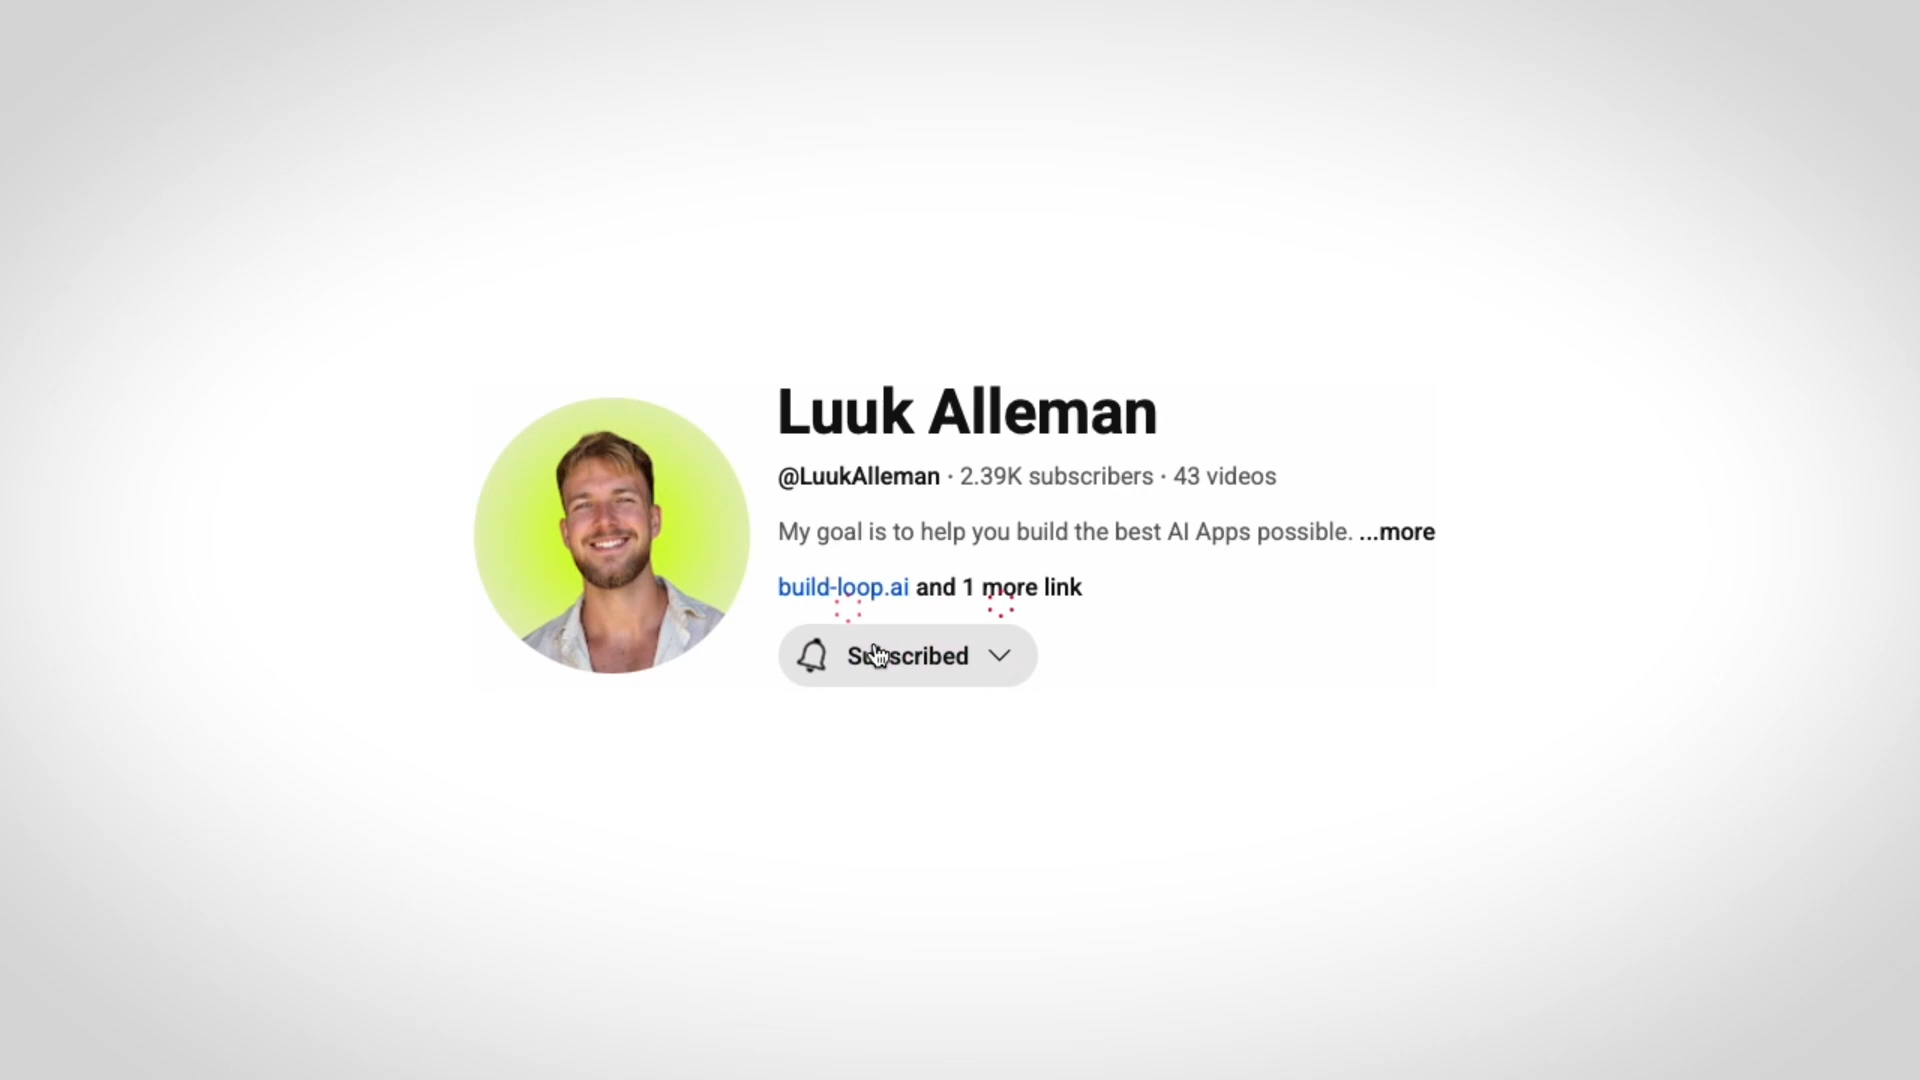 Luuk Alleman
@LuukAlleman · 2.39K subscribers · 43 videos
My goal is to help you build the best AI Apps possible. ...more
build-loop.ai and 1 more link
Subscribed